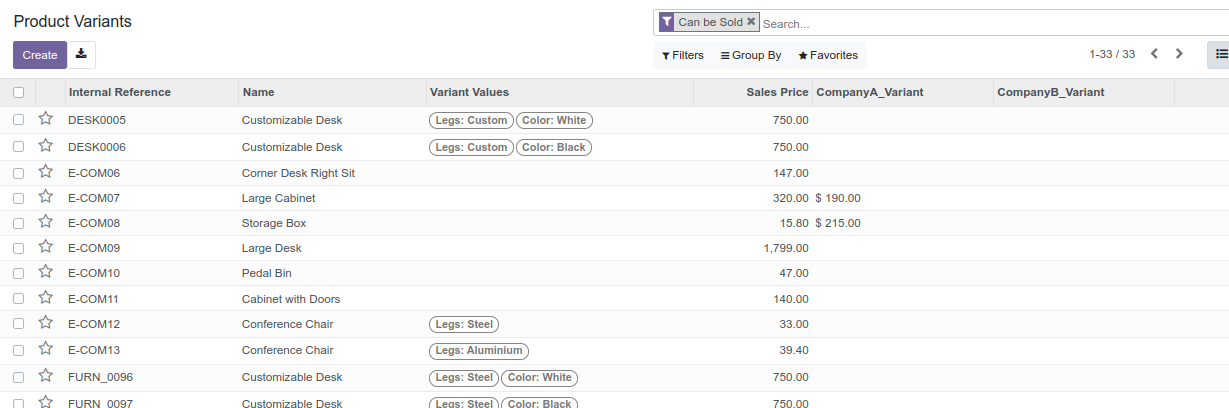 Product Variants
Can be Sold ✖ Search...
Create
Filters Group By Favorites 1-33 / 33
Internal Reference Name Variant Values Sales Price CompanyA_Variant CompanyB_Variant
DESK0005 Customizable Desk Legs: Custom Color: White 750.00
DESK0006 Customizable Desk Legs: Custom Color: Black 750.00
E-COM06 Corner Desk Right Sit 147.00
E-COM07 Large Cabinet 320.00 $ 190.00
E-COM08 Storage Box 15.80 $ 215.00
E-COM09 Large Desk 1,799.00
E-COM10 Pedal Bin 47.00
E-COM11 Cabinet with Doors 140.00
E-COM12 Conference Chair Legs: Steel 33.00
E-COM13 Conference Chair Legs: Aluminium 39.40
FURN_0096 Customizable Desk Legs: Steel Color: White 750.00
FURN_0097 Customizable Desk Legs: Steel Color: Black 750.00